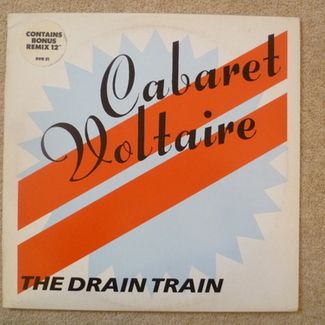 CONTAINS
BONUS
REMIX 12"
DVR 21
Cabaret
Voltaire
THE DRAIN TRAIN